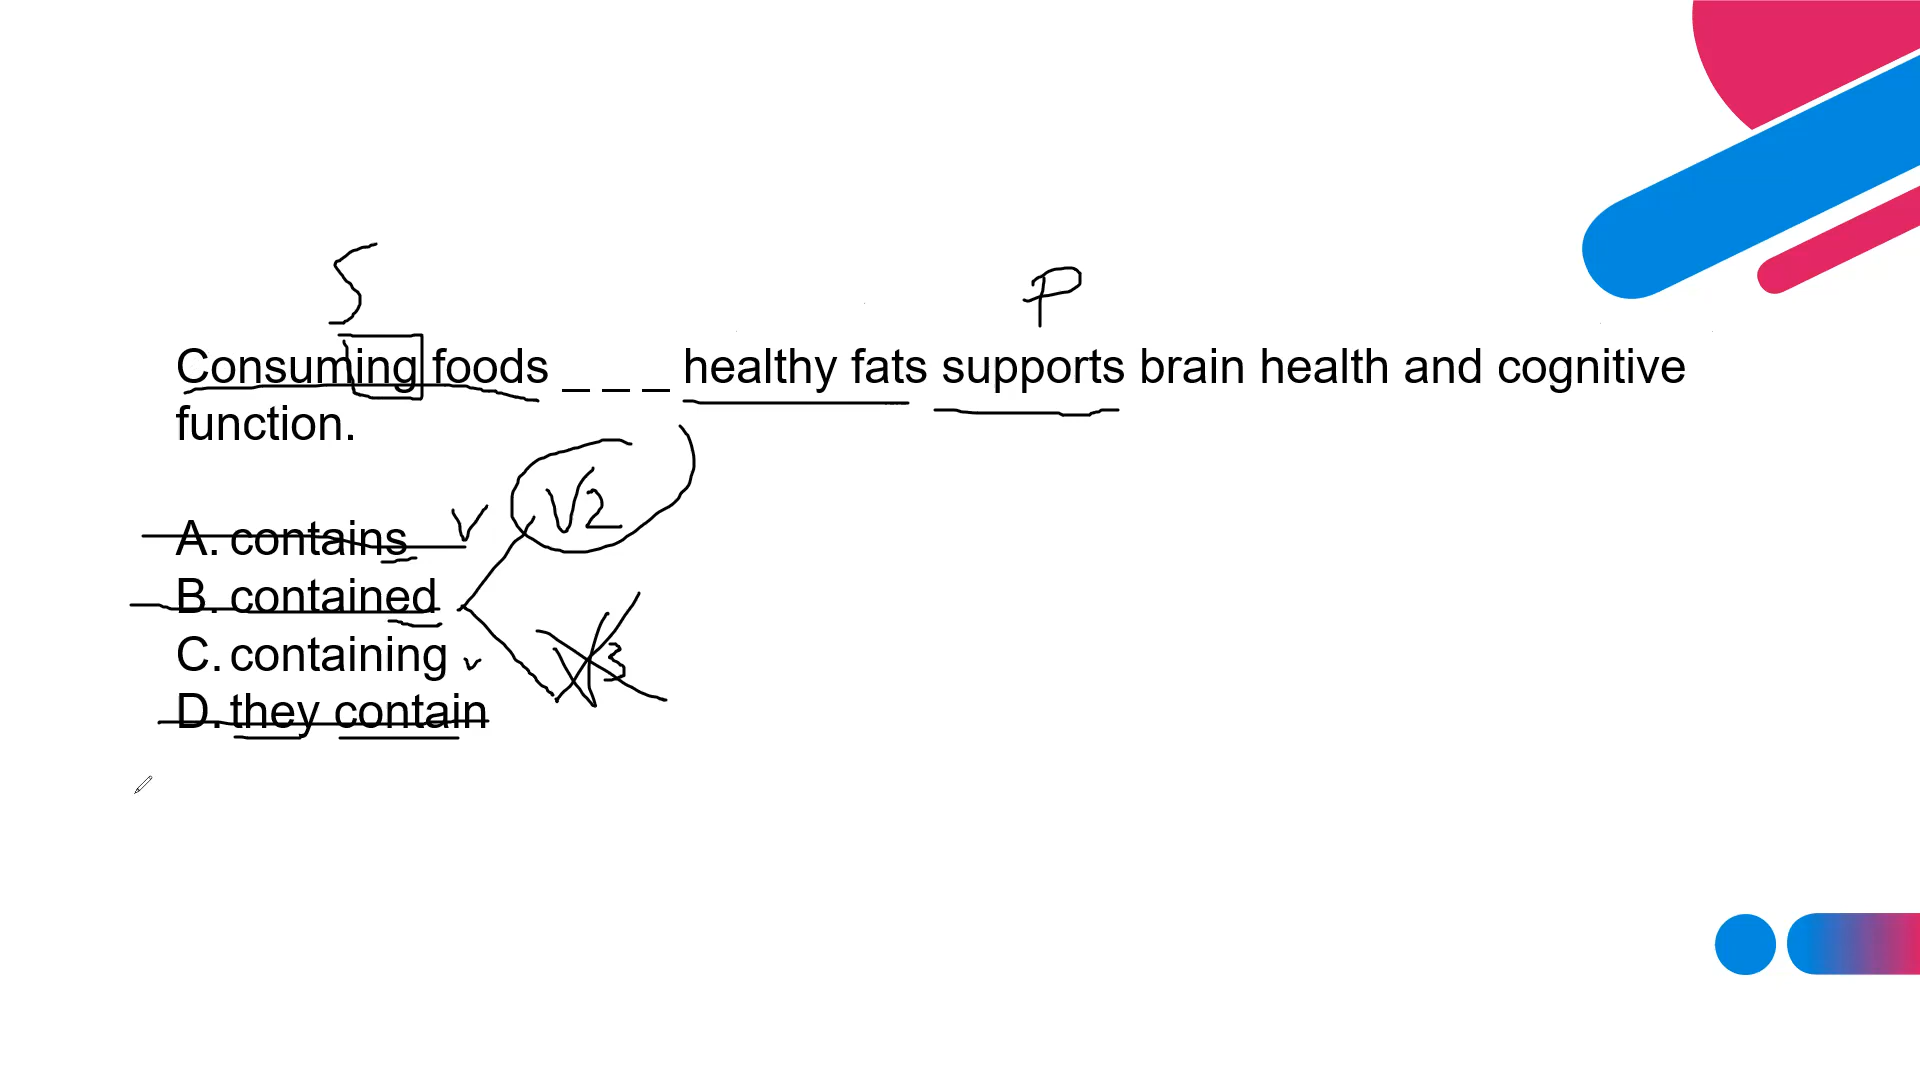 S
P
Consuming foods _ _ _ healthy fats supports brain health and cognitive
function.
V2
A. contains V
B. contained
V3
C. containing v
D. they contain